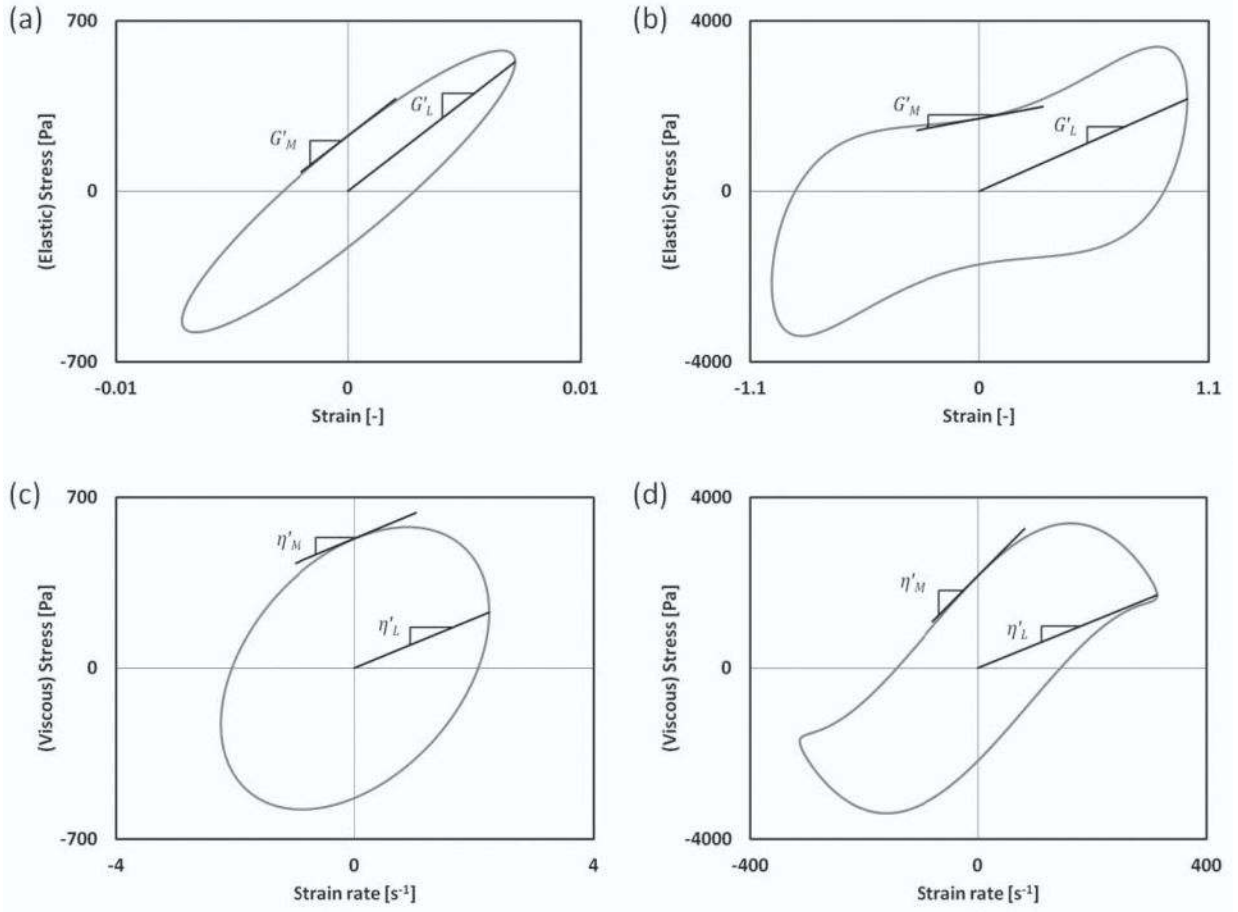 (a)
700
0
-700
-0.01
0
0.01
(Elastic) Stress [Pa]
Strain [-]
G'M
G'L
(b)
4000
0
-4000
-1.1
0
1.1
(Elastic) Stress [Pa]
Strain [-]
G'M
G'L
(c)
700
0
-700
-4
0
4
(Viscous) Stress [Pa]
Strain rate [s⁻¹]
η'M
η'L
(d)
4000
0
-4000
-400
0
400
(Viscous) Stress [Pa]
Strain rate [s⁻¹]
η'M
η'L